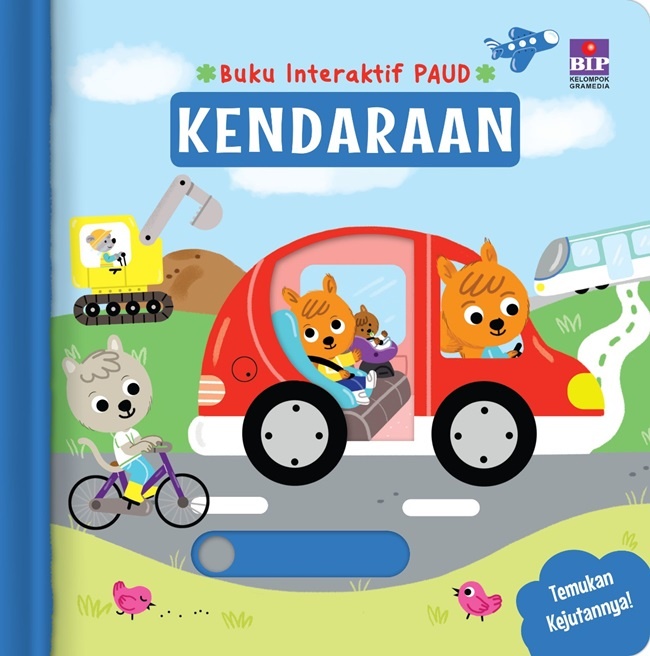 Buku Interaktif PAUD
BIP
KELOMPOK
GRAMEDIA
KENDARAAN
Temukan
Kejutannya!